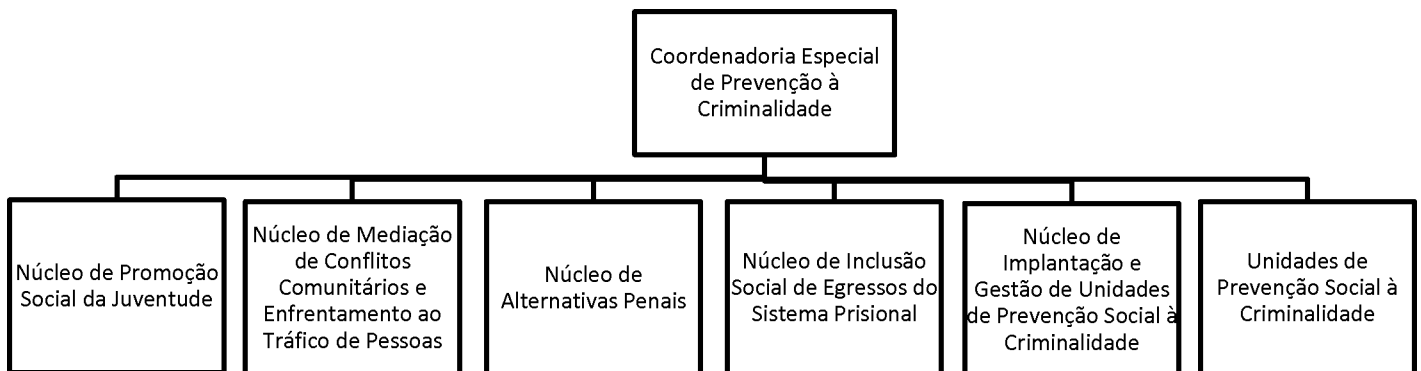 Coordenadoria Especial
de Prevenção à
Criminalidade
Núcleo de Promoção
Social da Juventude
Núcleo de Mediação
de Conflitos
Comunitários e
Enfrentamento ao
Tráfico de Pessoas
Núcleo de
Alternativas Penais
Núcleo de Inclusão
Social de Egressos do
Sistema Prisional
Núcleo de
Implantação e
Gestão de Unidades
de Prevenção Social à
Criminalidade
Unidades de
Prevenção Social à
Criminalidade